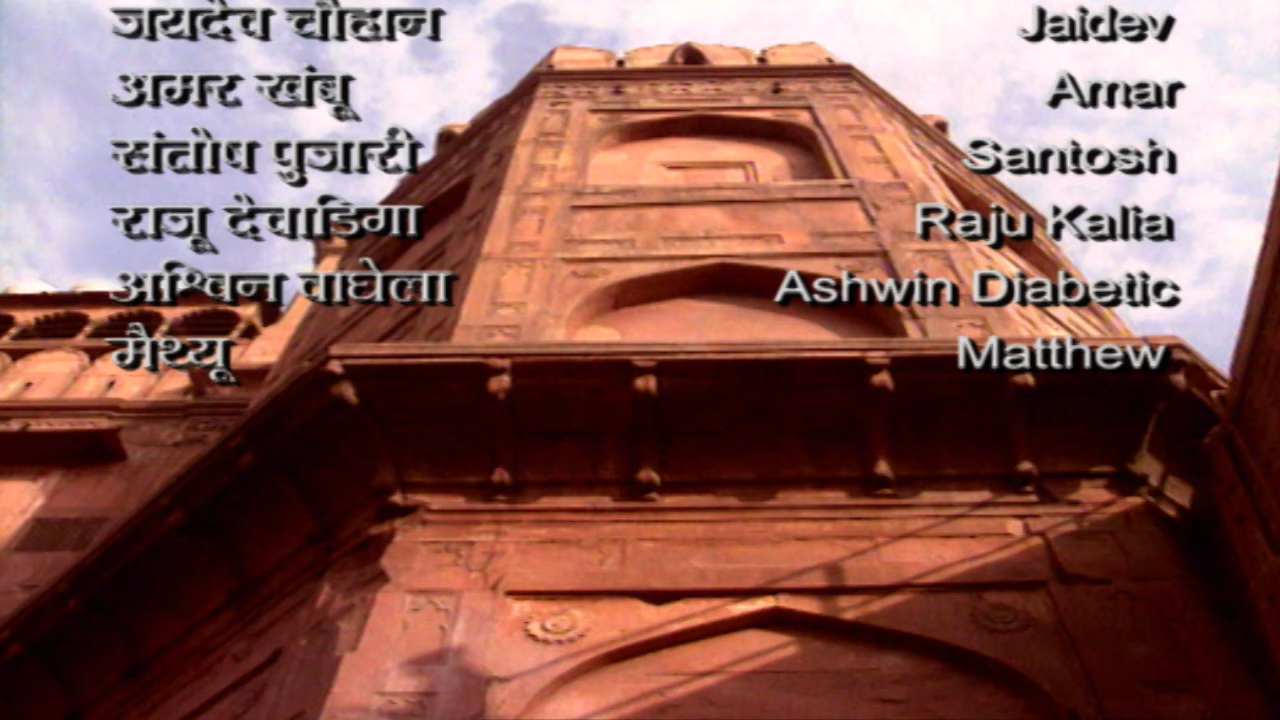 जयदेव चौहान Jaidev
अमर खंबू Amar
संतोष पुजारी Santosh
राजू दैवाडिगा Raju Kalia
अश्विन वाघेला Ashwin Diabetic
मैथ्यू Matthew